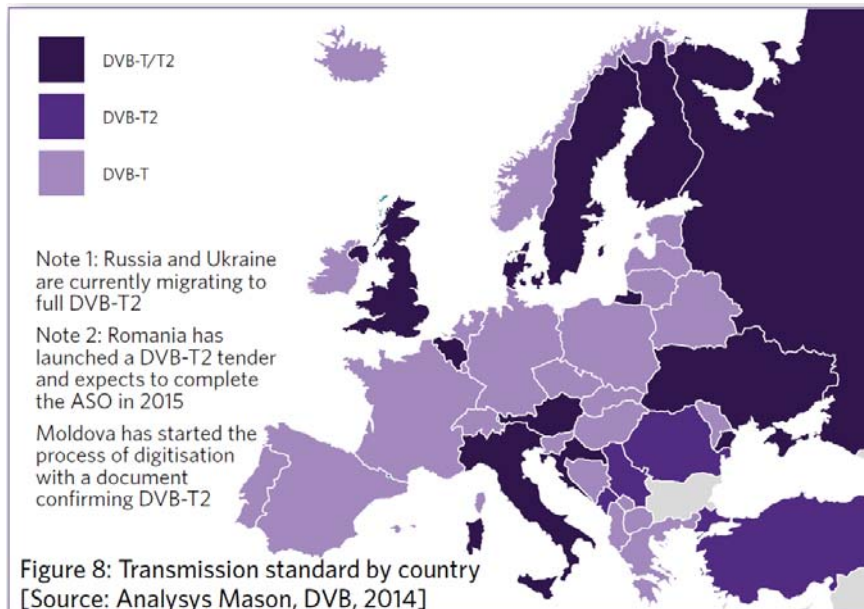 DVB-T/T2
DVB-T2
DVB-T
Note 1: Russia and Ukraine
are currently migrating to
full DVB-T2
Note 2: Romania has
launched a DVB-T2 tender
and expects to complete
the ASO in 2015
Moldova has started the
process of digitisation
with a document
confirming DVB-T2
Figure 8: Transmission standard by country
[Source: Analysys Mason, DVB, 2014]